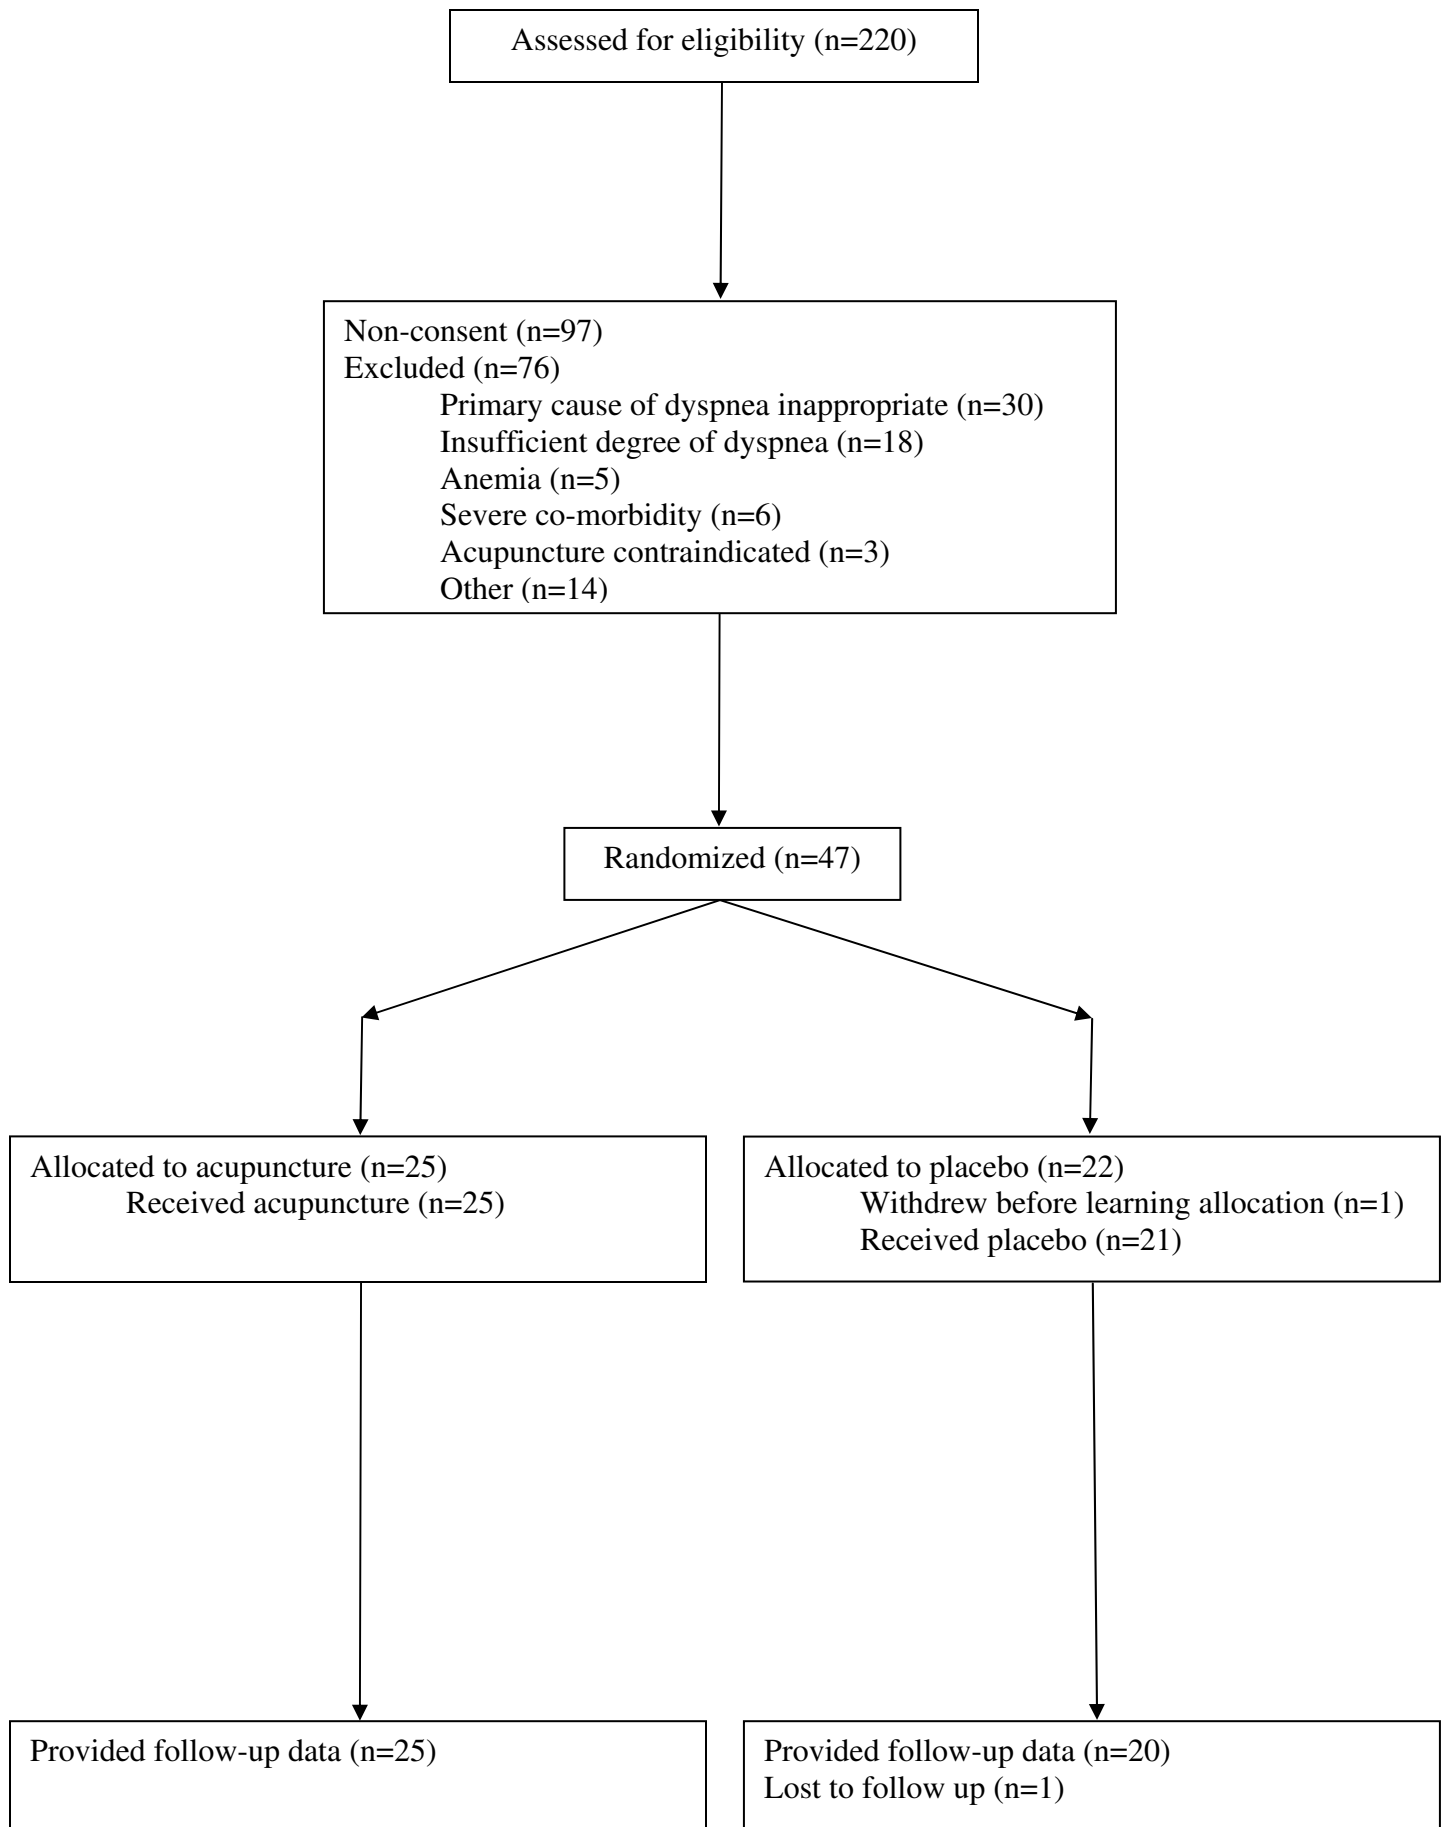 Assessed for eligibility (n=220)
Non-consent (n=97)
Excluded (n=76)
Primary cause of dyspnea inappropriate (n=30)
Insufficient degree of dyspnea (n=18)
Anemia (n=5)
Severe co-morbidity (n=6)
Acupuncture contraindicated (n=3)
Other (n=14)
Randomized (n=47)
Allocated to acupuncture (n=25)
Received acupuncture (n=25)
Allocated to placebo (n=22)
Withdrew before learning allocation (n=1)
Received placebo (n=21)
Provided follow-up data (n=25)
Provided follow-up data (n=20)
Lost to follow up (n=1)